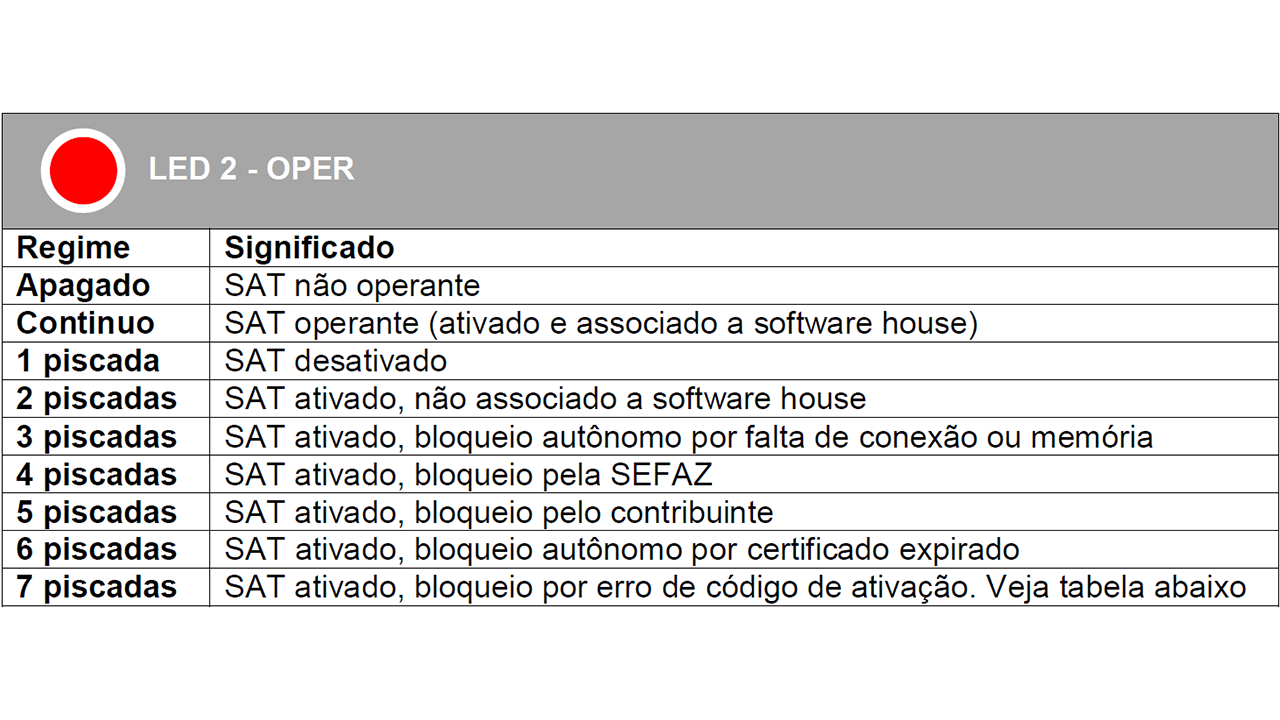 LED 2 - OPER
Regime Significado
Apagado SAT não operante
Continuo SAT operante (ativado e associado a software house)
1 piscada SAT desativado
2 piscadas SAT ativado, não associado a software house
3 piscadas SAT ativado, bloqueio autônomo por falta de conexão ou memória
4 piscadas SAT ativado, bloqueio pela SEFAZ
5 piscadas SAT ativado, bloqueio pelo contribuinte
6 piscadas SAT ativado, bloqueio autônomo por certificado expirado
7 piscadas SAT ativado, bloqueio por erro de código de ativação. Veja tabela abaixo